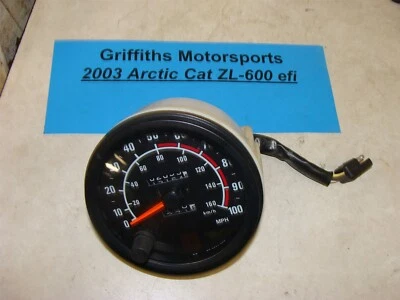 Griffiths Motorsports
2003 Arctic Cat ZL-600 efi
0 10 20 30 40 50 60 80 100
20 40 60 80 100 120 140 160
km/h
MPH